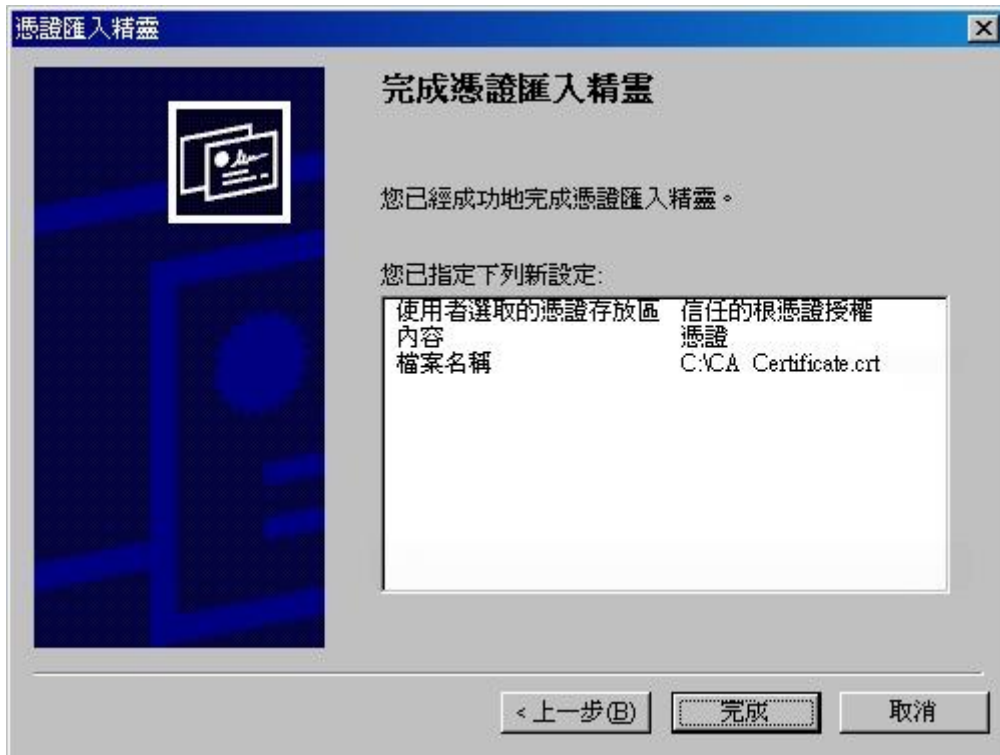 憑證匯入精靈
完成憑證匯入精靈
您已經成功地完成憑證匯入精靈。
您已指定下列新設定:
使用者選取的憑證存放區 信任的根憑證授權
內容 憑證
檔案名稱 C:\CA Certificate.crt
<上一步(B) 完成 取消